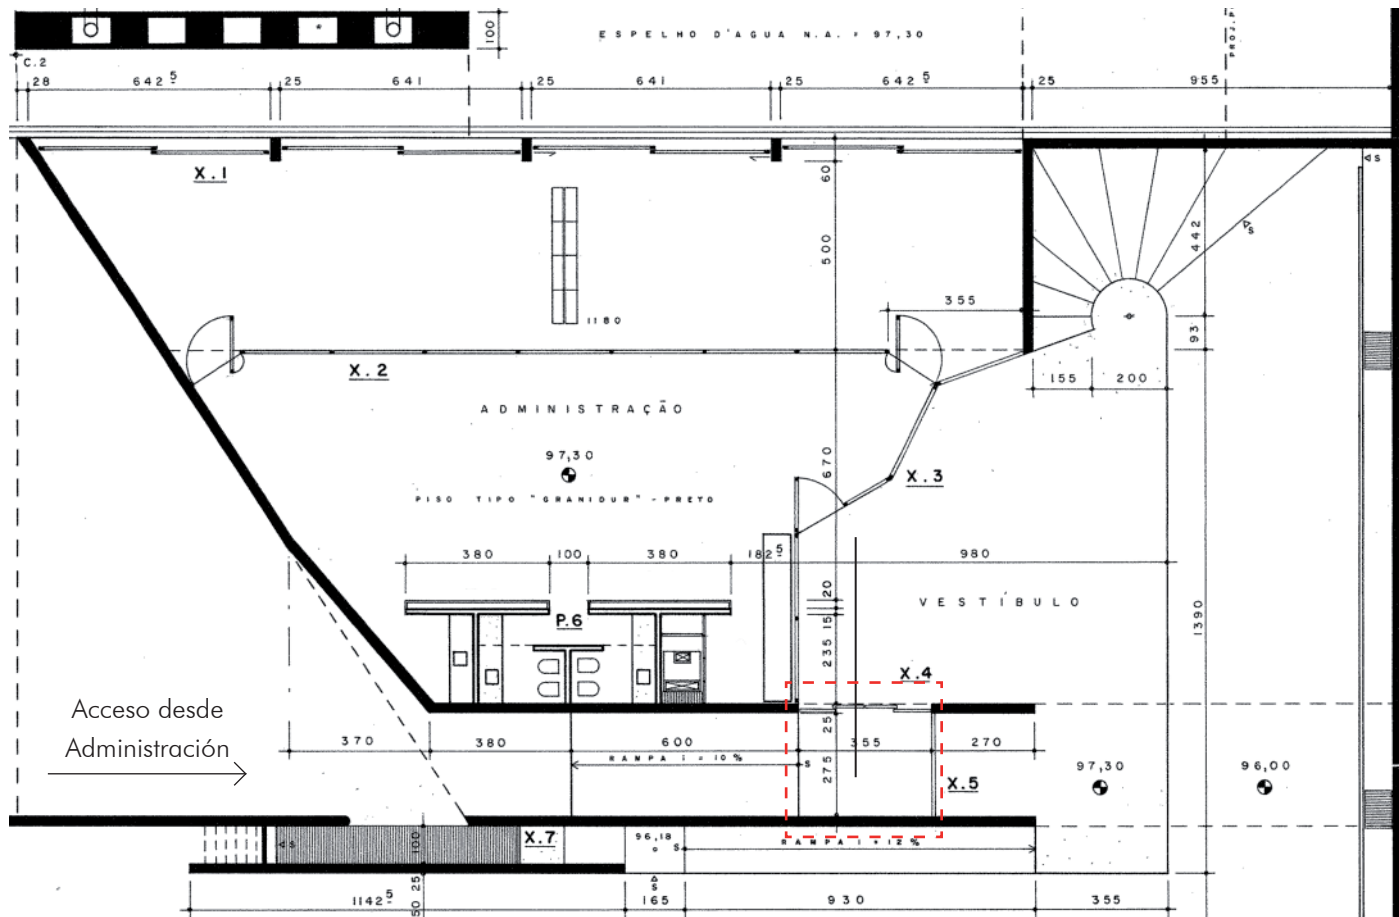 100
ESPELHO D'AGUA N.A. = 97,30
PROJ.P
C.2
28 642 5 25 641 25 641 25 642 5 25 955
X.1
60
S
442
S
500
355
1180
93
X.2
155 200
ADMINISTRAÇÃO
97,30
670
X.3
PISO TIPO "GRANIDUR" - PRETO
380 100 380 182 5 980
20
VESTÍBULO
P.6
15
1390
235
X.4
Acceso desde
Administración
25
370 380 600 355 270
RAMPA i = 10% S
275
97,30 96,00
X.5
100
S
X.7
96,18
S
RAMPA i = 12%
S
25
1142 5 165 930 355
50